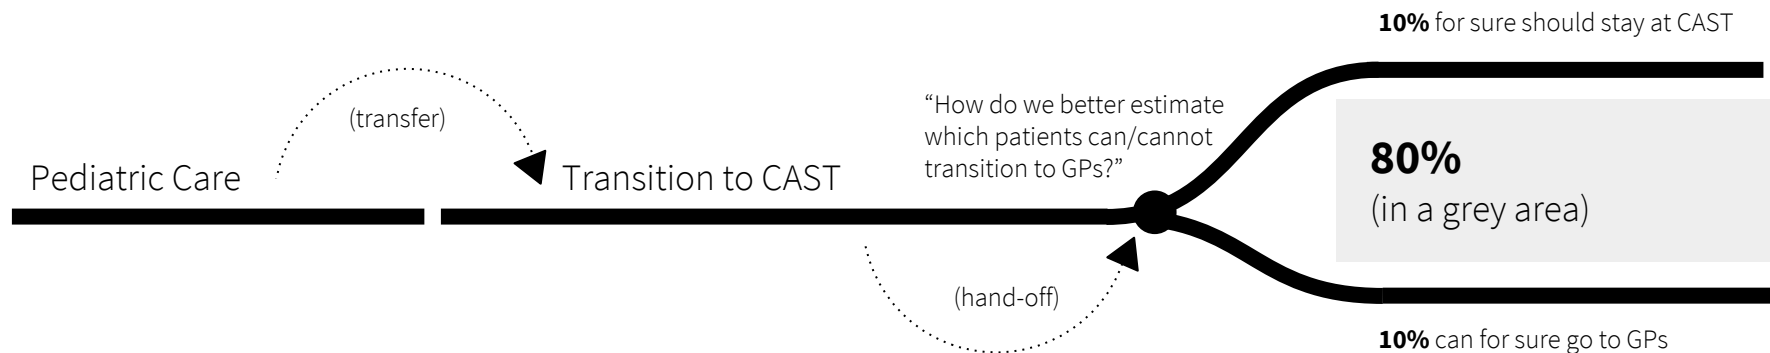 Pediatric Care
(transfer)
Transition to CAST
(hand-off)
“How do we better estimate
which patients can/cannot
transition to GPs?”
10% for sure should stay at CAST
80%
(in a grey area)
10% can for sure go to GPs